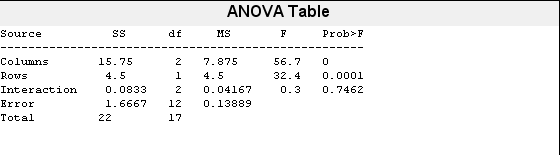 ANOVA Table
Source SS df MS F Prob>F
Columns 15.75 2 7.875 56.7 0
Rows 4.5 1 4.5 32.4 0.0001
Interaction 0.0833 2 0.04167 0.3 0.7462
Error 1.6667 12 0.13889
Total 22 17